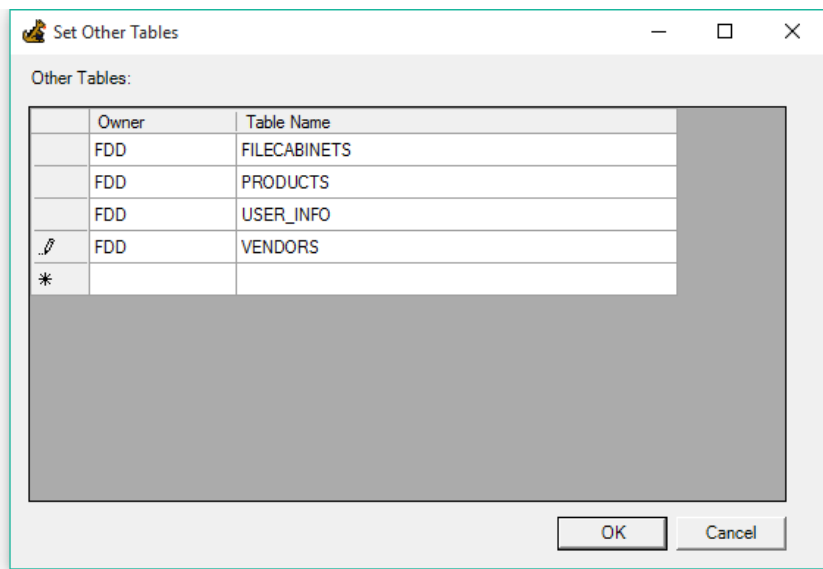 Set Other Tables
Other Tables:
Owner Table Name
FDD FILECABINETS
FDD PRODUCTS
FDD USER_INFO
FDD VENDORS
OK Cancel